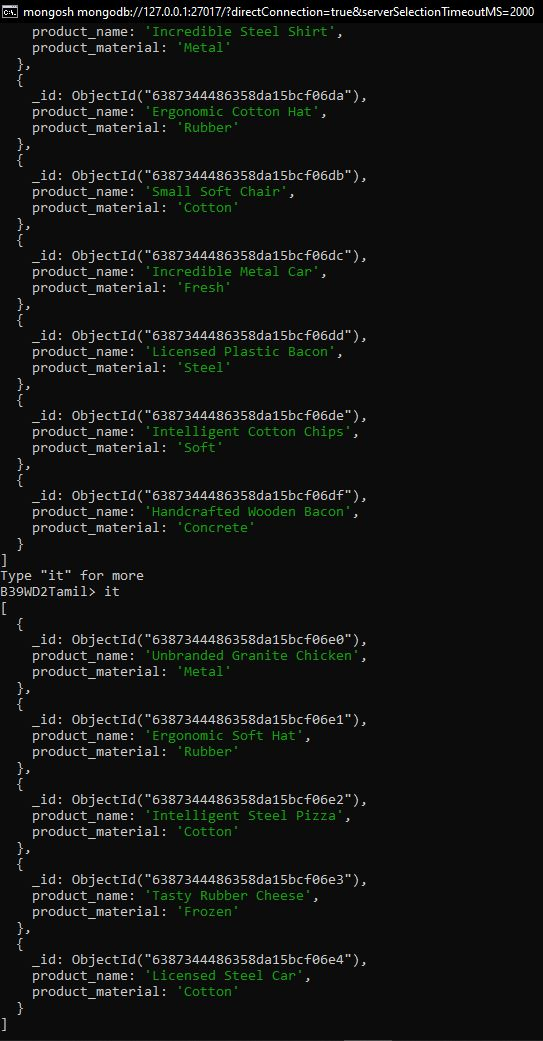 mongosh mongodb://127.0.0.1:27017/?directConnection=true&serverSelectionTimeoutMS=2000
    product_name: 'Incredible Steel Shirt',
    product_material: 'Metal'
  },
  {
    _id: ObjectId("6387344486358da15bcf06da"),
    product_name: 'Ergonomic Cotton Hat',
    product_material: 'Rubber'
  },
  {
    _id: ObjectId("6387344486358da15bcf06db"),
    product_name: 'Small Soft Chair',
    product_material: 'Cotton'
  },
  {
    _id: ObjectId("6387344486358da15bcf06dc"),
    product_name: 'Incredible Metal Car',
    product_material: 'Fresh'
  },
  {
    _id: ObjectId("6387344486358da15bcf06dd"),
    product_name: 'Licensed Plastic Bacon',
    product_material: 'Steel'
  },
  {
    _id: ObjectId("6387344486358da15bcf06de"),
    product_name: 'Intelligent Cotton Chips',
    product_material: 'Soft'
  },
  {
    _id: ObjectId("6387344486358da15bcf06df"),
    product_name: 'Handcrafted Wooden Bacon',
    product_material: 'Concrete'
  }
]
Type "it" for more
B39WD2Tamil> it
[
  {
    _id: ObjectId("6387344486358da15bcf06e0"),
    product_name: 'Unbranded Granite Chicken',
    product_material: 'Metal'
  },
  {
    _id: ObjectId("6387344486358da15bcf06e1"),
    product_name: 'Ergonomic Soft Hat',
    product_material: 'Rubber'
  },
  {
    _id: ObjectId("6387344486358da15bcf06e2"),
    product_name: 'Intelligent Steel Pizza',
    product_material: 'Cotton'
  },
  {
    _id: ObjectId("6387344486358da15bcf06e3"),
    product_name: 'Tasty Rubber Cheese',
    product_material: 'Frozen'
  },
  {
    _id: ObjectId("6387344486358da15bcf06e4"),
    product_name: 'Licensed Steel Car',
    product_material: 'Cotton'
  }
]